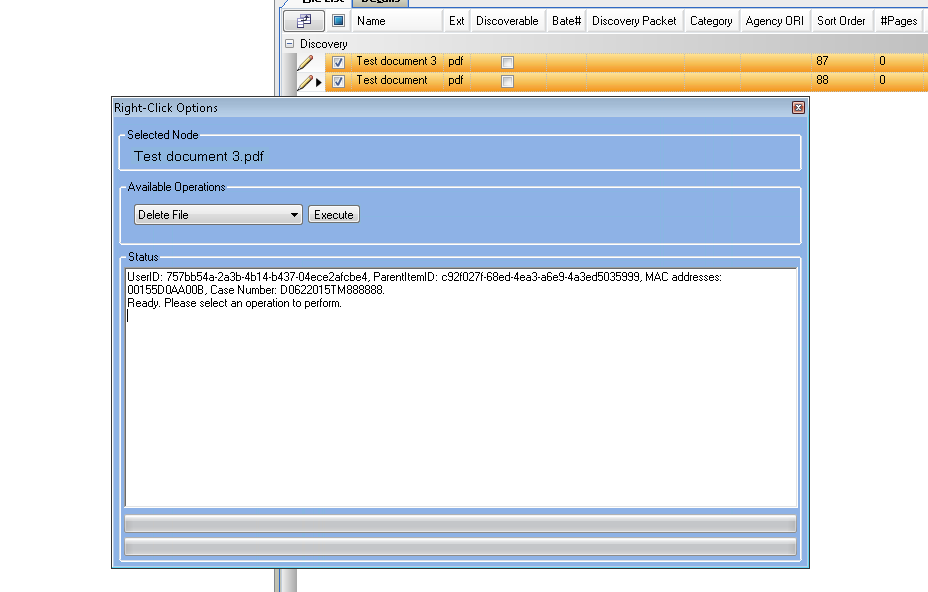 File List Details
Name Ext Discoverable Bate# Discovery Packet Category Agency ORI Sort Order #Pages
Discovery
Test document 3 pdf 87 0
Test document pdf 88 0
Right-Click Options
Selected Node
Test document 3.pdf
Available Operations
Delete File Execute
Status
UserID: 757bb54a-2a3b-4b14-b437-04ece2afcbe4, ParentItemID: c92f027f-68ed-4ea3-a6e9-4a3ed5035999, MAC addresses:
00155D0AA00B, Case Number: D0622015TM888888.
Ready. Please select an operation to perform.